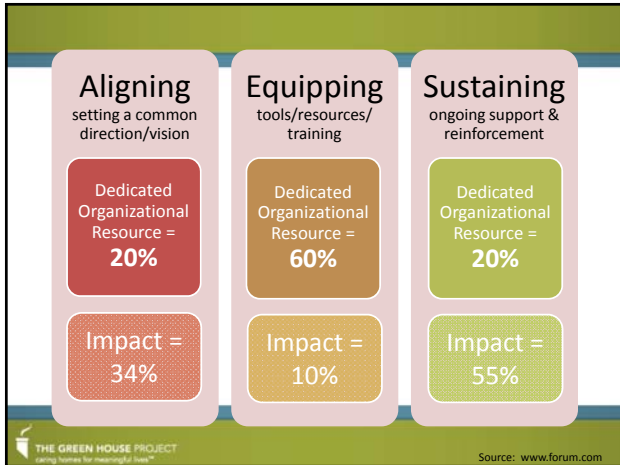 Aligning
setting a common
direction/vision
Dedicated
Organizational
Resource =
20%
Impact =
34%
Equipping
tools/resources/
training
Dedicated
Organizational
Resource =
60%
Impact =
10%
Sustaining
ongoing support &
reinforcement
Dedicated
Organizational
Resource =
20%
Impact =
55%
THE GREEN HOUSE PROJECT
caring homes for meaningful lives™
Source: www.forum.com